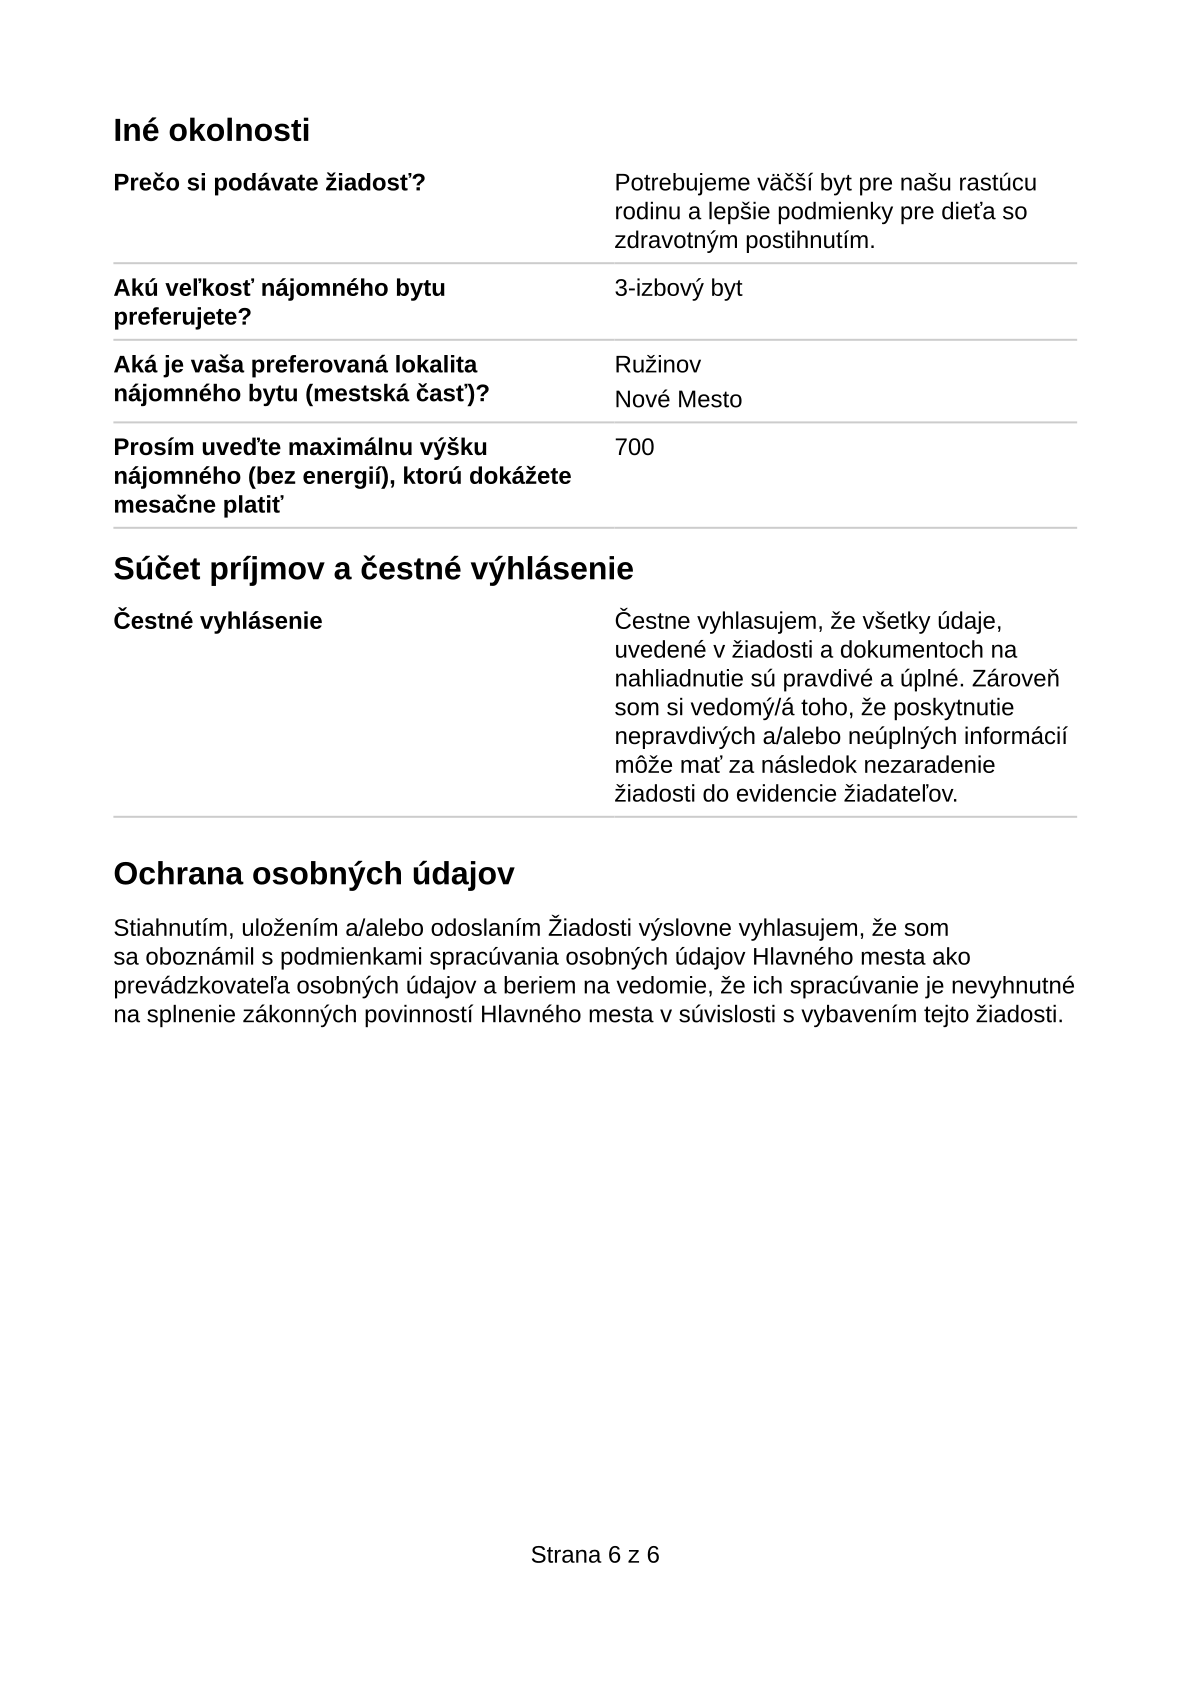 Iné okolnosti
Prečo si podávate žiadosť?
Potrebujeme väčší byt pre našu rastúcu
rodinu a lepšie podmienky pre dieťa so
zdravotným postihnutím.
Akú veľkosť nájomného bytu
preferujete?
3-izbový byt
Aká je vaša preferovaná lokalita
nájomného bytu (mestská časť)?
Ružinov
Nové Mesto
Prosím uveďte maximálnu výšku
nájomného (bez energií), ktorú dokážete
mesačne platiť
700
Súčet príjmov a čestné výhlásenie
Čestné vyhlásenie
Čestne vyhlasujem, že všetky údaje,
uvedené v žiadosti a dokumentoch na
nahliadnutie sú pravdivé a úplné. Zároveň
som si vedomý/á toho, že poskytnutie
nepravdivých a/alebo neúplných informácií
môže mať za následok nezaradenie
žiadosti do evidencie žiadateľov.
Ochrana osobných údajov
Stiahnutím, uložením a/alebo odoslaním Žiadosti výslovne vyhlasujem, že som
sa oboznámil s podmienkami spracúvania osobných údajov Hlavného mesta ako
prevádzkovateľa osobných údajov a beriem na vedomie, že ich spracúvanie je nevyhnutné
na splnenie zákonných povinností Hlavného mesta v súvislosti s vybavením tejto žiadosti.
Strana 6 z 6